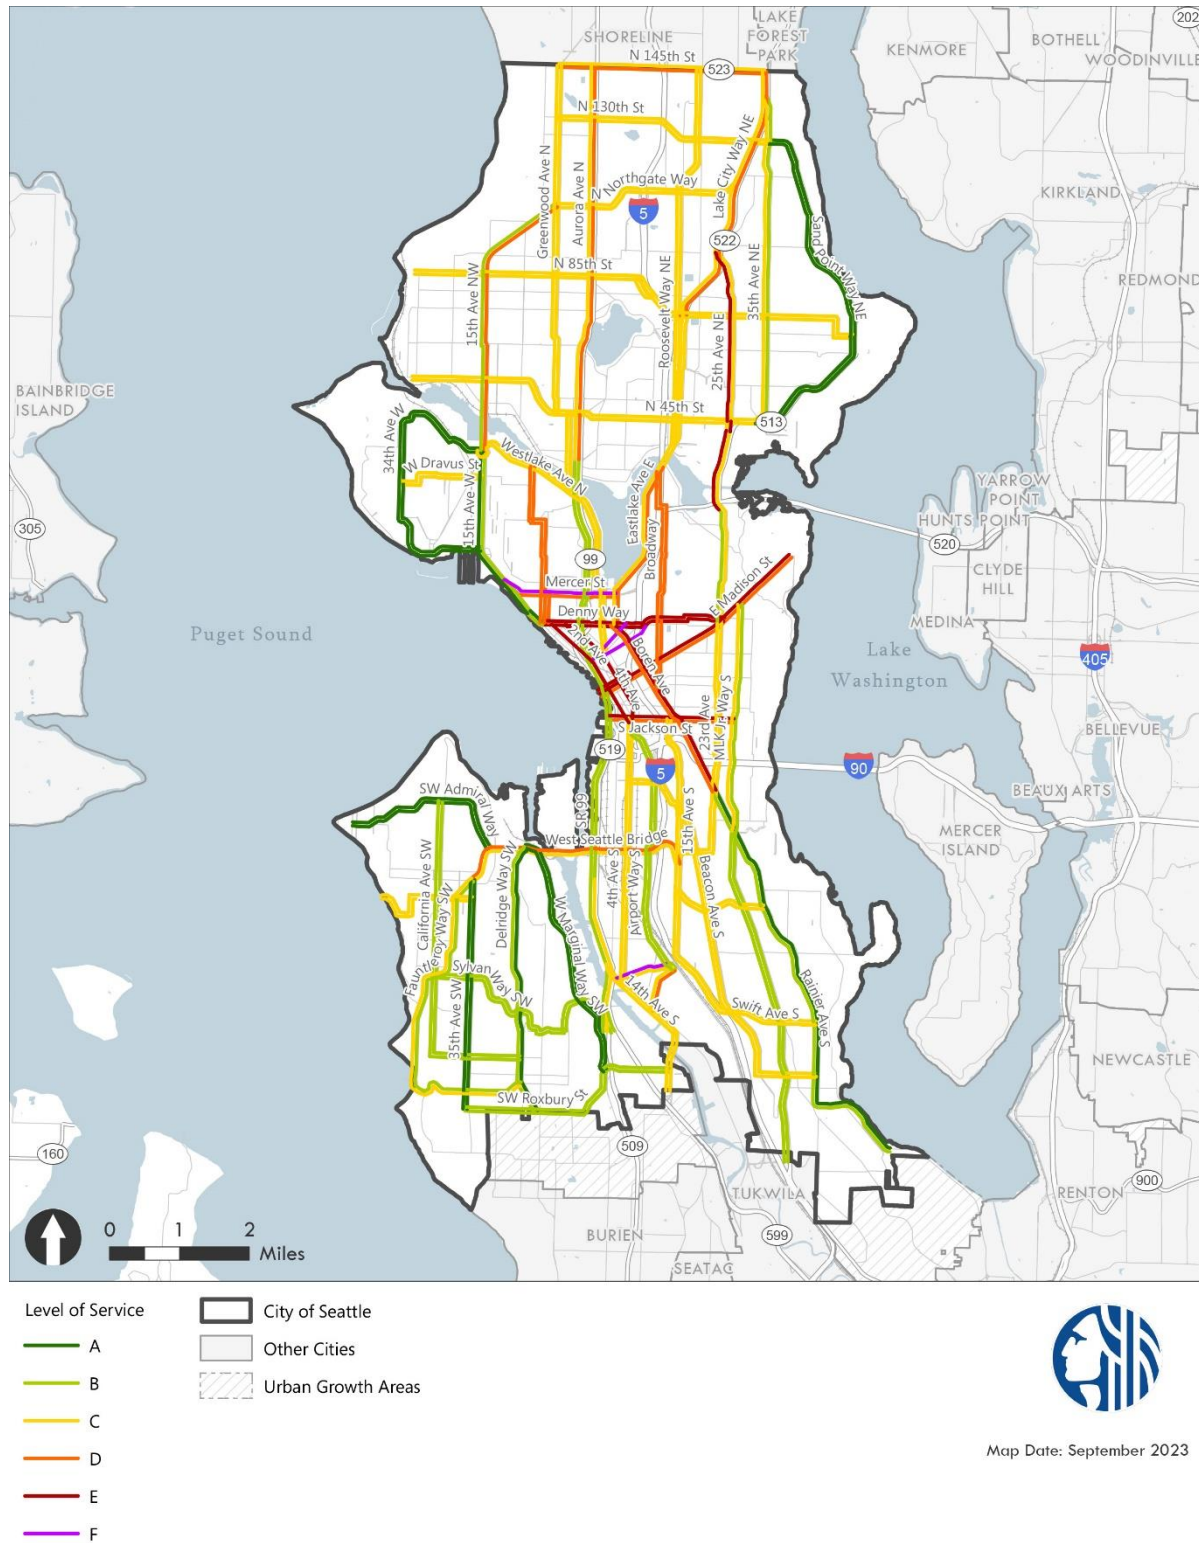 202
LAKE
FOREST
PARK
SHORELINE
BOTHELL
KENMORE
WOODINVILLE
N 145th St
523
N 130th St
Lake City Way NE
Greenwood Ave N
Aurora Ave N
N Northgate Way
KIRKLAND
5
522
Sand Point Way NE
N 85th St
15th Ave NW
Roosevelt Way NE
35th Ave NE
REDMOND
25th Ave NE
BAINBRIDGE
ISLAND
N 45th St
513
34th Ave W
W Dravus St
Westlake Ave N
15th Ave W
Eastlake Ave E
Broadway
YARROW
POINT
HUNTS POINT
305
520
99
CLYDE
HILL
Mercer St
E Madison St
Denny Way
MEDINA
Puget Sound
2nd Ave
4th Ave
Boren Ave
Lake
Washington
405
23rd Ave
MLK Jr. Way S
S Jackson St
BELLEVUE
519
5
90
SW Admiral Way
SR 99
15th Ave S
BEAUX ARTS
West Seattle Bridge
MERCER
ISLAND
California Ave SW
Fauntleroy Way SW
Delridge Way SW
W Marginal Way SW
4th Ave S
Airport Way S
Beacon Ave S
Sylvan Way SW
35th Ave SW
14th Ave S
Swift Ave S
Rainier Ave S
NEWCASTLE
SW Roxbury St
509
160
TUKWILA
RENTON
900
BURIEN
599
SEATAC
0 1 2
Miles
Level of Service
A
B
C
D
E
F
City of Seattle
Other Cities
Urban Growth Areas
Map Date: September 2023